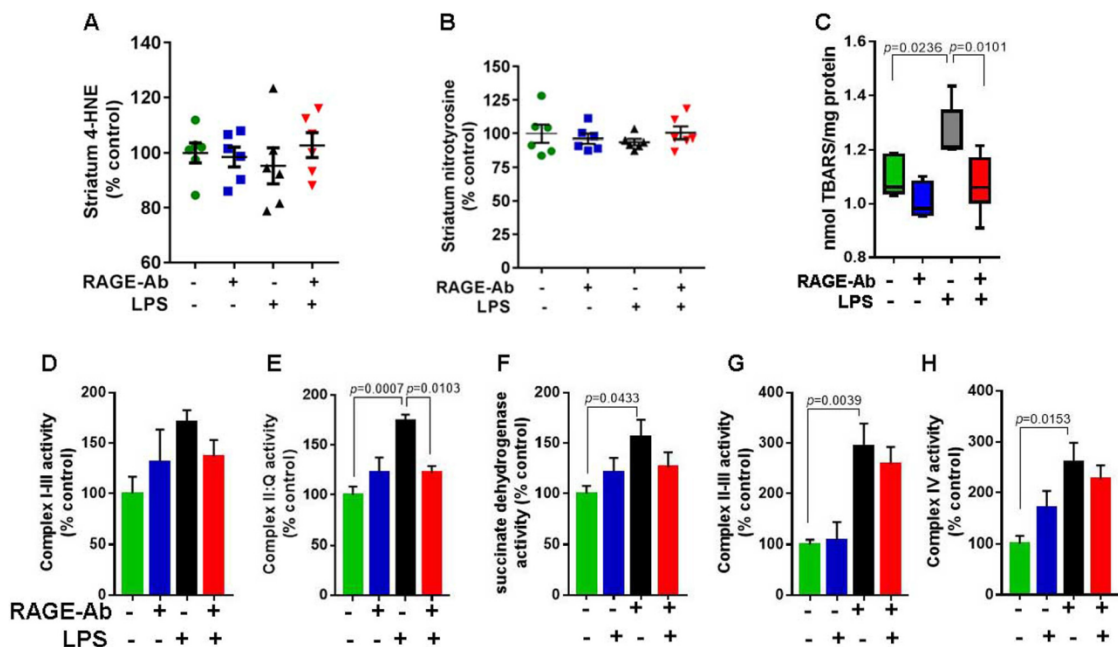 A
Striatum 4-HNE
(% control)
140
120
100
80
60
RAGE-Ab - + - +
LPS - - + +
B
Striatum nitrotyrosine
(% control)
150
125
100
75
50
25
0
RAGE-Ab - + - +
LPS - - + +
C
nmol TBARS/mg protein
1.6
1.4
1.2
1.0
0.8
p=0.0236 p=0.0101
RAGE-Ab - + - +
LPS - - + +
D
Complex I-III activity
(% control)
200
150
100
50
0
RAGE-Ab - + - +
LPS - - + +
E
Complex II:Q activity
(% control)
200
150
100
50
0
p=0.0007 p=0.0103
- + - +
- - + +
F
succinate dehydrogenase
activity (% control)
200
150
100
50
0
p=0.0433
- - + +
- + - +
G
Complex II-III activity
(% control)
400
300
200
100
0
p=0.0039
- - + +
- + - +
H
Complex IV activity
(% control)
400
300
200
100
0
p=0.0153
- - + +
- + - +